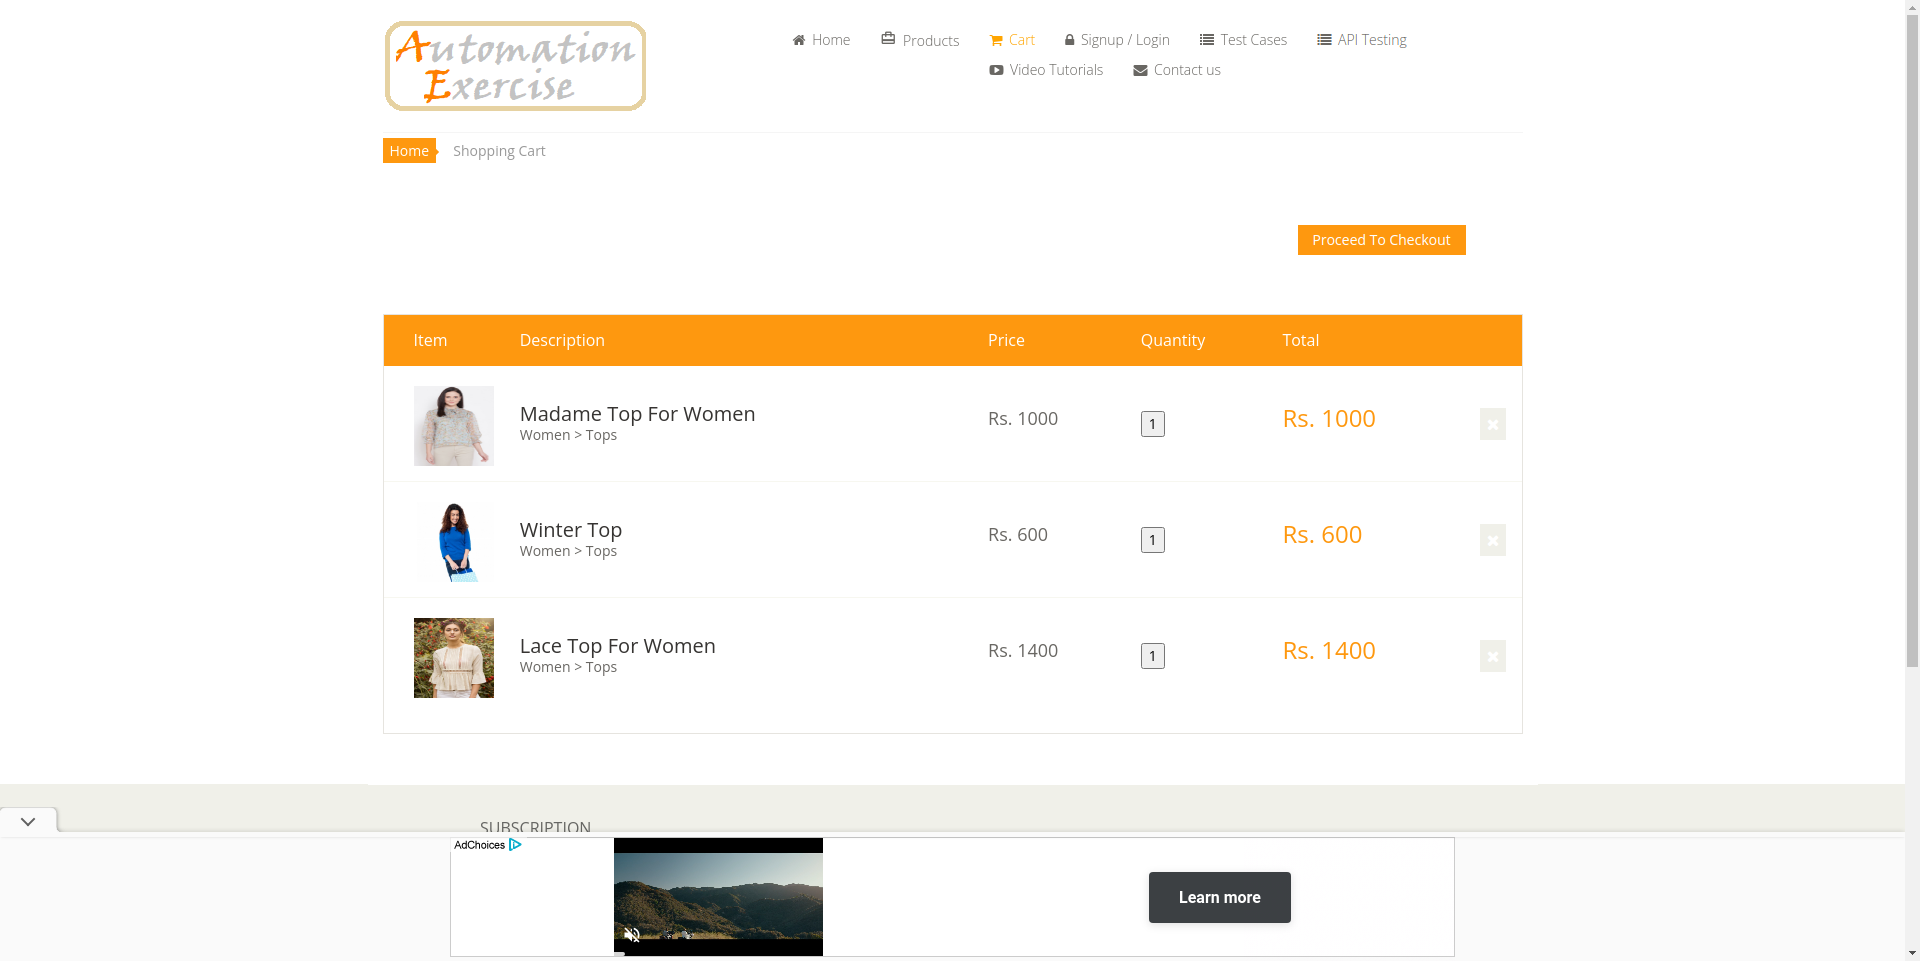 Automation
Exercise
Home
Products
Cart
Signup / Login
Test Cases
API Testing
Video Tutorials
Contact us
Home
Shopping Cart
Proceed To Checkout
Item Description Price Quantity Total
Madame Top For Women
Women > Tops
Rs. 1000
1
Rs. 1000
Winter Top
Women > Tops
Rs. 600
1
Rs. 600
Lace Top For Women
Women > Tops
Rs. 1400
1
Rs. 1400
SUBSCRIPTION
AdChoices
Learn more